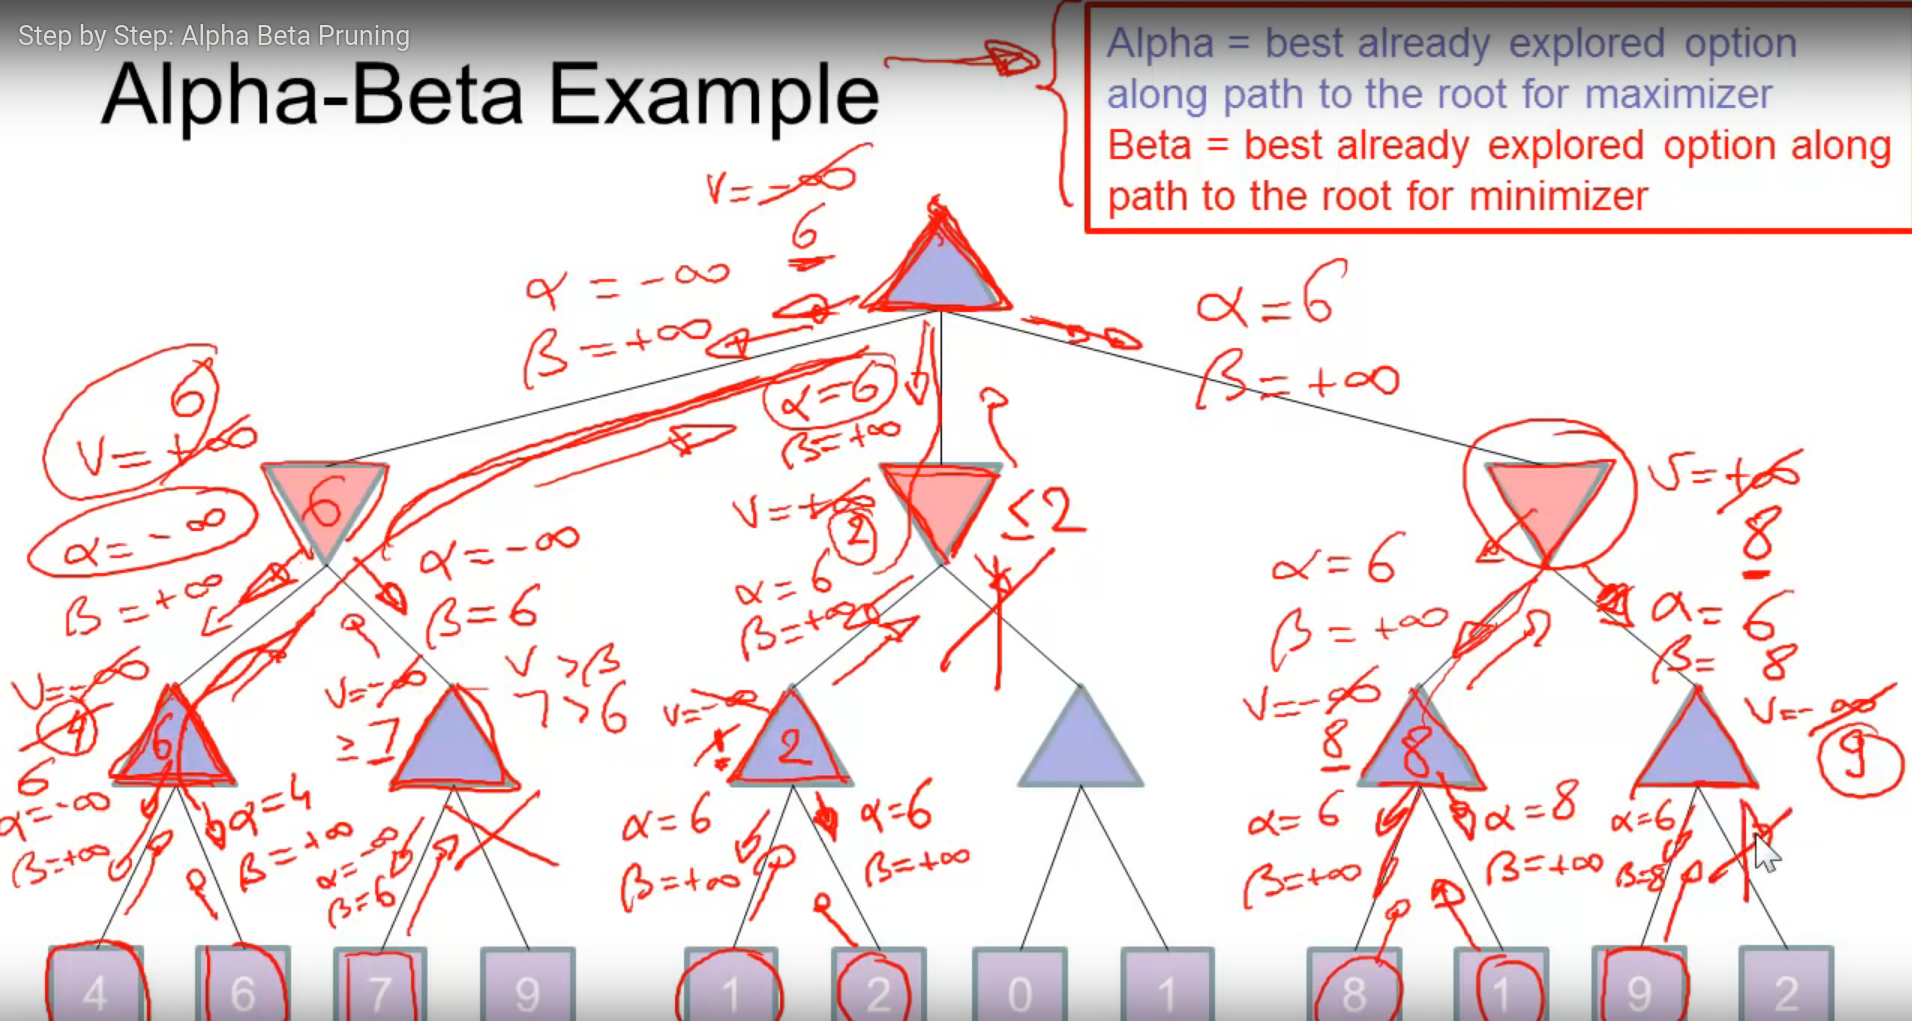 Step by Step: Alpha Beta Pruning
Alpha-Beta Example
Alpha = best already explored option
along path to the root for maximizer
Beta = best already explored option along
path to the root for minimizer
v=-∞
6
α = -∞
β = +∞
α=6
β=+∞
α=6
β=+∞
6
v=+∞
α=-∞
β=+∞
6
α=-∞
β=6
v=+∞
2
≤2
α=6
β=+∞
v=+∞
8
α=6
β=+∞
α=6
β=8
v=-∞
4
6
6
v=-∞
≥7
v>β
7>6
v=-∞
2
v=-∞
8
8
v=-∞
9
α=-∞
β=+∞
α=4
β=+∞
α=-∞
β=6
α=6
β=+∞
α=6
β=+∞
α=6
β=+∞
α=8
β=+∞
α=6
β=8
4 6 7 9 1 2 0 1 8 1 9 2